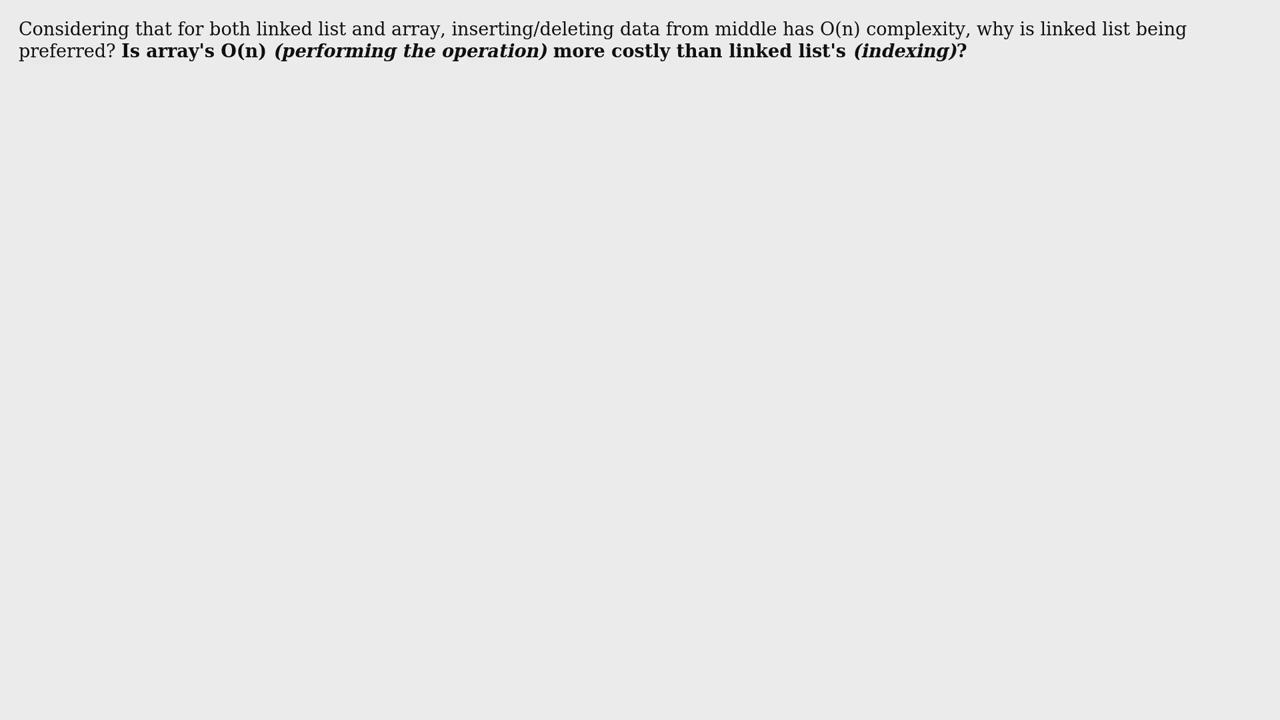 Considering that for both linked list and array, inserting/deleting data from middle has O(n) complexity, why is linked list being
preferred? Is array's O(n) (performing the operation) more costly than linked list's (indexing)?